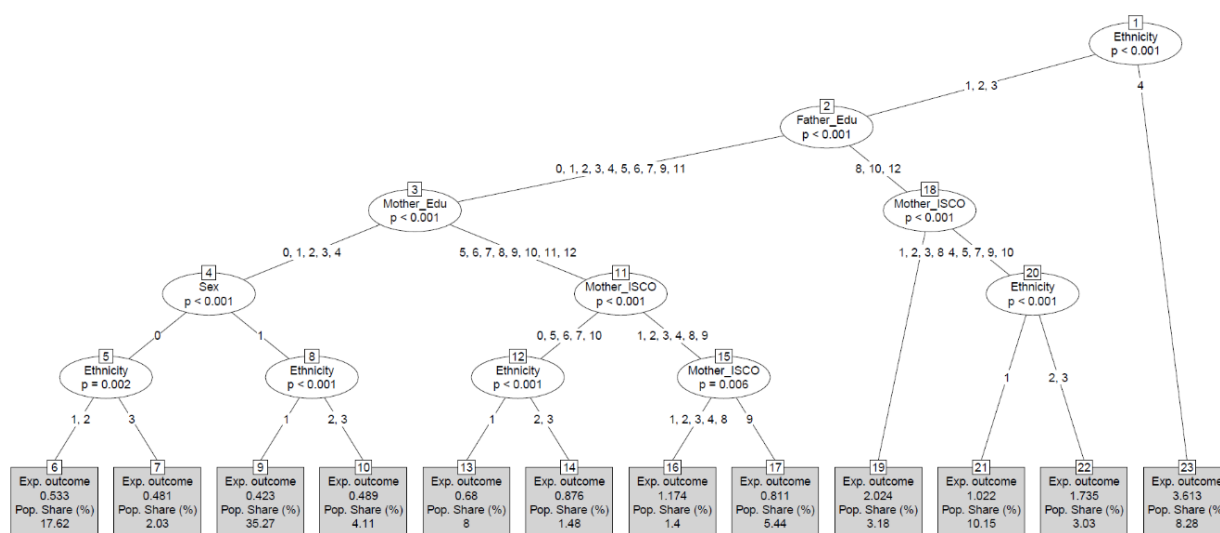 1
Ethnicity
p < 0.001
1, 2, 3
4
2
Father_Edu
p < 0.001
0, 1, 2, 3, 4, 5, 6, 7, 9, 11
8, 10, 12
3
Mother_Edu
p < 0.001
18
Mother_ISCO
p < 0.001
0, 1, 2, 3, 4
5, 6, 7, 8, 9, 10, 11, 12
1, 2, 3, 8
4, 5, 7, 9, 10
4
Sex
p < 0.001
11
Mother_ISCO
p < 0.001
20
Ethnicity
p < 0.001
0
1
0, 5, 6, 7, 10
1, 2, 3, 4, 8, 9
5
Ethnicity
p = 0.002
8
Ethnicity
p < 0.001
12
Ethnicity
p < 0.001
15
Mother_ISCO
p = 0.006
1
2, 3
1, 2
3
1
2, 3
1
2, 3
1, 2, 3, 4, 8
9
6
Exp. outcome
0.533
Pop. Share (%)
17.62
7
Exp. outcome
0.481
Pop. Share (%)
2.03
9
Exp. outcome
0.423
Pop. Share (%)
35.27
10
Exp. outcome
0.489
Pop. Share (%)
4.11
13
Exp. outcome
0.68
Pop. Share (%)
8
14
Exp. outcome
0.876
Pop. Share (%)
1.48
16
Exp. outcome
1.174
Pop. Share (%)
1.4
17
Exp. outcome
0.811
Pop. Share (%)
5.44
19
Exp. outcome
2.024
Pop. Share (%)
3.18
21
Exp. outcome
1.022
Pop. Share (%)
10.15
22
Exp. outcome
1.735
Pop. Share (%)
3.03
23
Exp. outcome
3.613
Pop. Share (%)
8.28